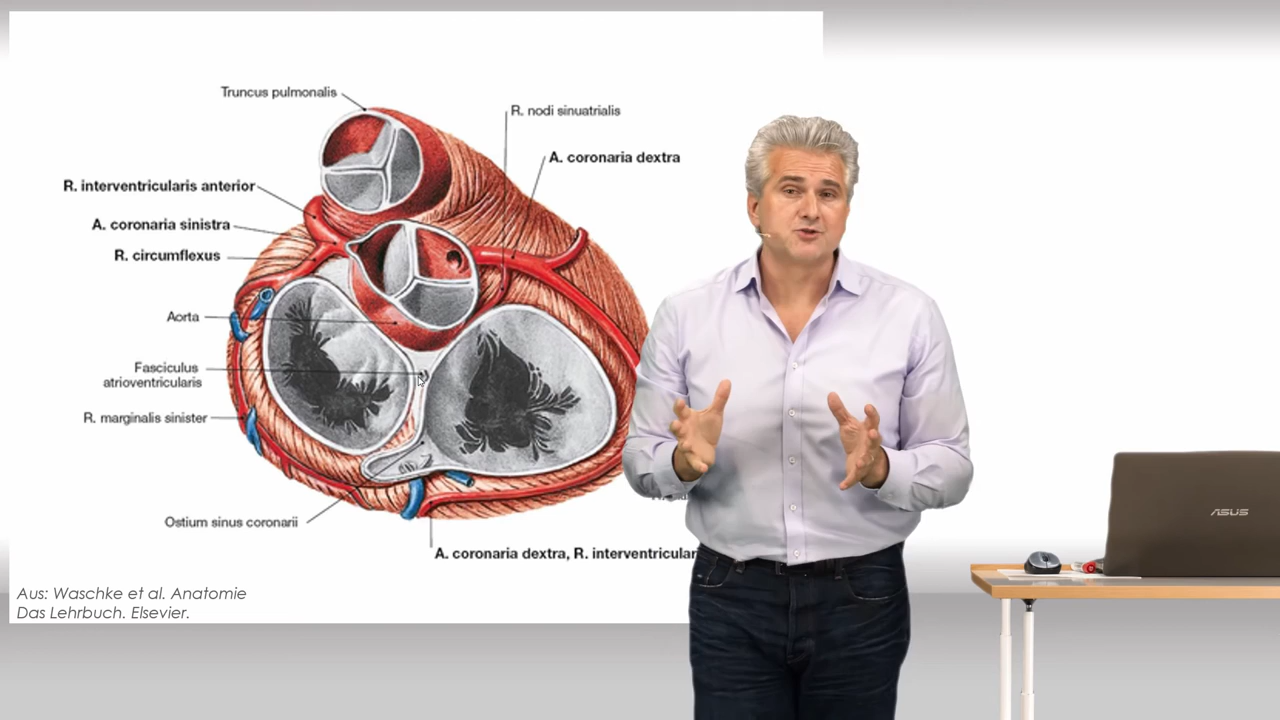 Truncus pulmonalis
R. nodi sinuatrialis
A. coronaria dextra
R. interventricularis anterior
A. coronaria sinistra
R. circumflexus
Aorta
Fasciculus
atrioventricularis
R. marginalis sinister
Ostium sinus coronarii
A. coronaria dextra, R.
Aus: Waschke et al. Anatomie
Das Lehrbuch. Elsevier.
ASUS